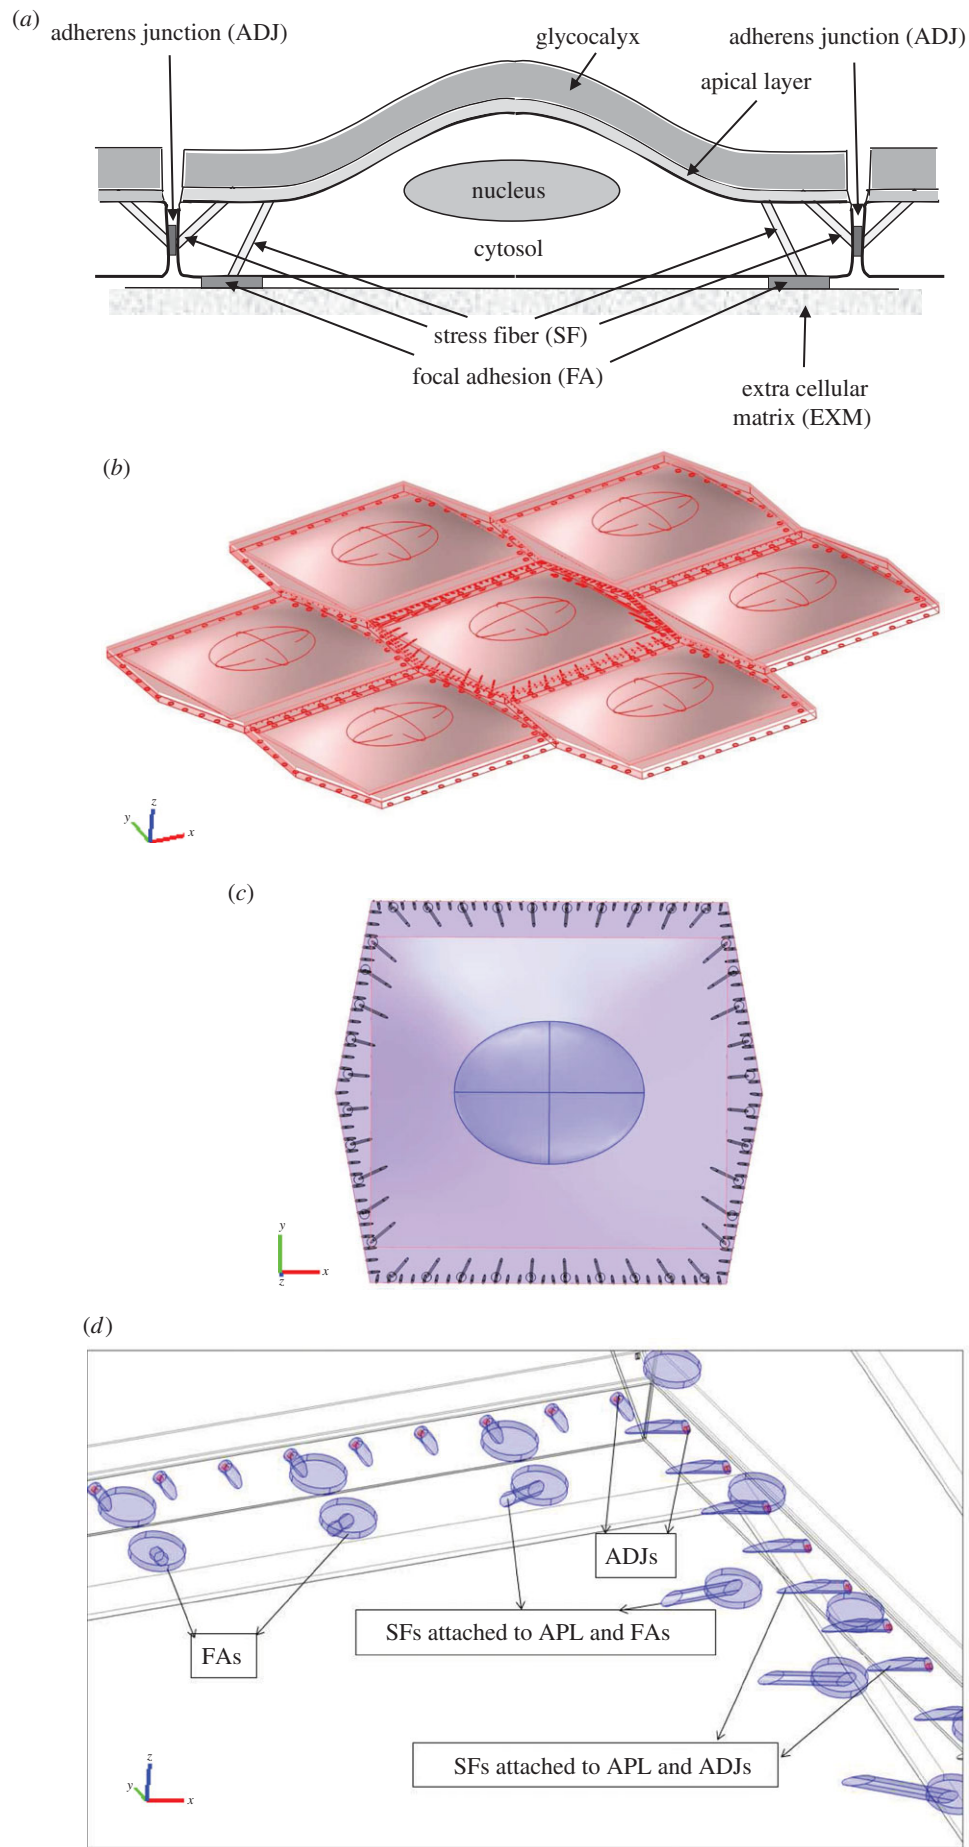 (a)
adherens junction (ADJ)
glycocalyx
adherens junction (ADJ)
apical layer
nucleus
cytosol
stress fiber (SF)
focal adhesion (FA)
extra cellular
matrix (EXM)
(b)
z
y
x
(c)
y
z
x
(d)
ADJs
SFs attached to APL and FAs
FAs
SFs attached to APL and ADJs
z
y
x